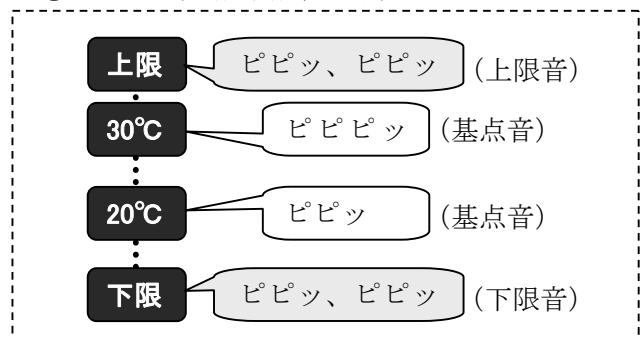 上限 ピピッ、ピピッ (上限音)
30℃ ピピピッ (基点音)
20℃ ピピッ (基点音)
下限 ピピッ、ピピッ (下限音)